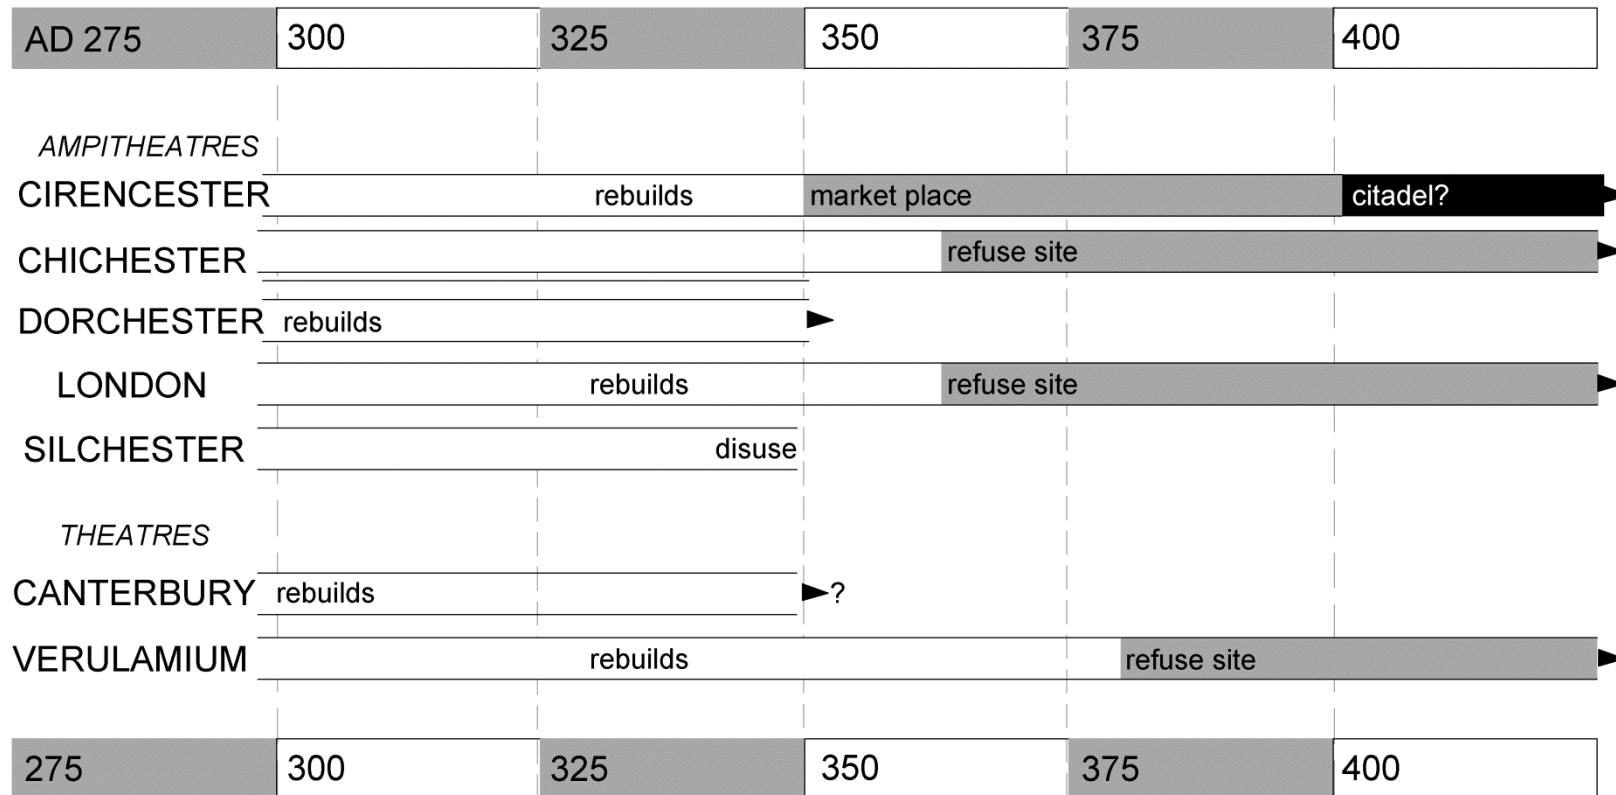 AD 275 300 325 350 375 400
AMPITHEATRES
CIRENCESTER rebuilds market place citadel?
CHICHESTER refuse site
DORCHESTER rebuilds
LONDON rebuilds refuse site
SILCHESTER disuse
THEATRES
CANTERBURY rebuilds ?
VERULAMIUM rebuilds refuse site
275 300 325 350 375 400